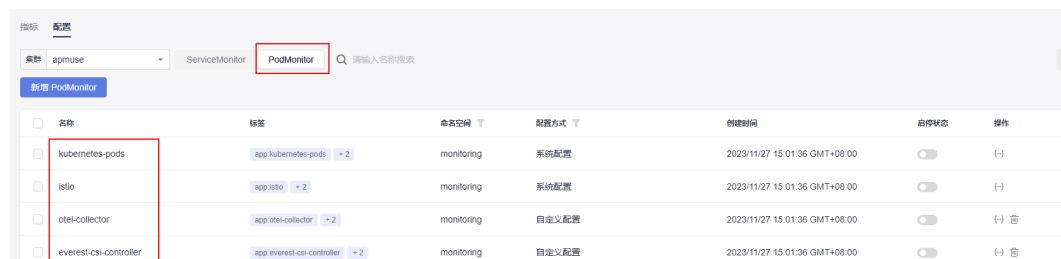 指标 配置
集群 apmuse ServiceMonitor PodMonitor 请输入名称搜索
新增 PodMonitor
名称 标签 命名空间 配置方式 创建时间 启停状态 操作
kubernetes-pods app:kubernetes-pods + 2 monitoring 系统配置 2023/11/27 15:01:36 GMT+08:00
istio app:istio + 2 monitoring 系统配置 2023/11/27 15:01:36 GMT+08:00
otel-collector app:otel-collector + 2 monitoring 自定义配置 2023/11/27 15:01:36 GMT+08:00
everest-csi-controller app:everest-csi-controller + 2 monitoring 自定义配置 2023/11/27 15:01:36 GMT+08:00